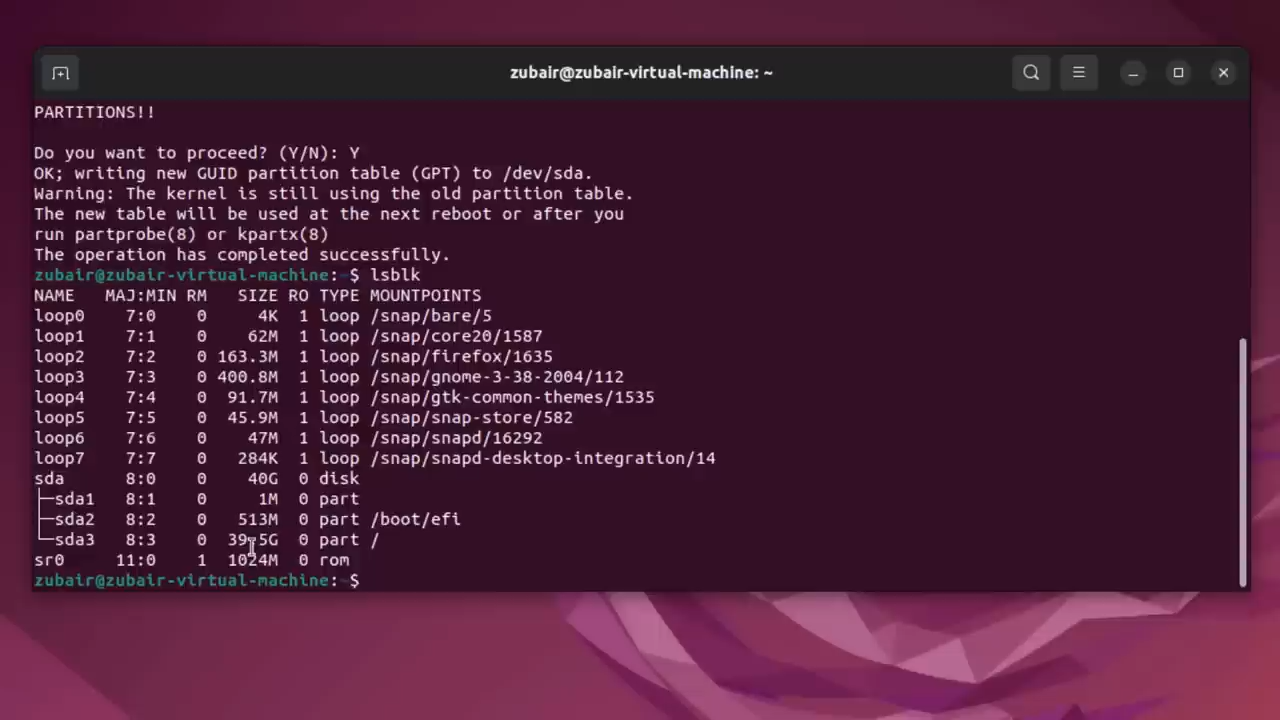 zubair@zubair-virtual-machine: ~
PARTITIONS!!
Do you want to proceed? (Y/N): Y
OK; writing new GUID partition table (GPT) to /dev/sda.
Warning: The kernel is still using the old partition table.
The new table will be used at the next reboot or after you
run partprobe(8) or kpartx(8)
The operation has completed successfully.
zubair@zubair-virtual-machine:~$ lsblk
NAME MAJ:MIN RM SIZE RO TYPE MOUNTPOINTS
loop0 7:0 0 4K 1 loop /snap/bare/5
loop1 7:1 0 62M 1 loop /snap/core20/1587
loop2 7:2 0 163.3M 1 loop /snap/firefox/1635
loop3 7:3 0 400.8M 1 loop /snap/gnome-3-38-2004/112
loop4 7:4 0 91.7M 1 loop /snap/gtk-common-themes/1535
loop5 7:5 0 45.9M 1 loop /snap/snap-store/582
loop6 7:6 0 47M 1 loop /snap/snapd/16292
loop7 7:7 0 284K 1 loop /snap/snapd-desktop-integration/14
sda 8:0 0 40G 0 disk
├─sda1 8:1 0 1M 0 part
├─sda2 8:2 0 513M 0 part /boot/efi
└─sda3 8:3 0 39.5G 0 part /
sr0 11:0 1 1024M 0 rom
zubair@zubair-virtual-machine:~$